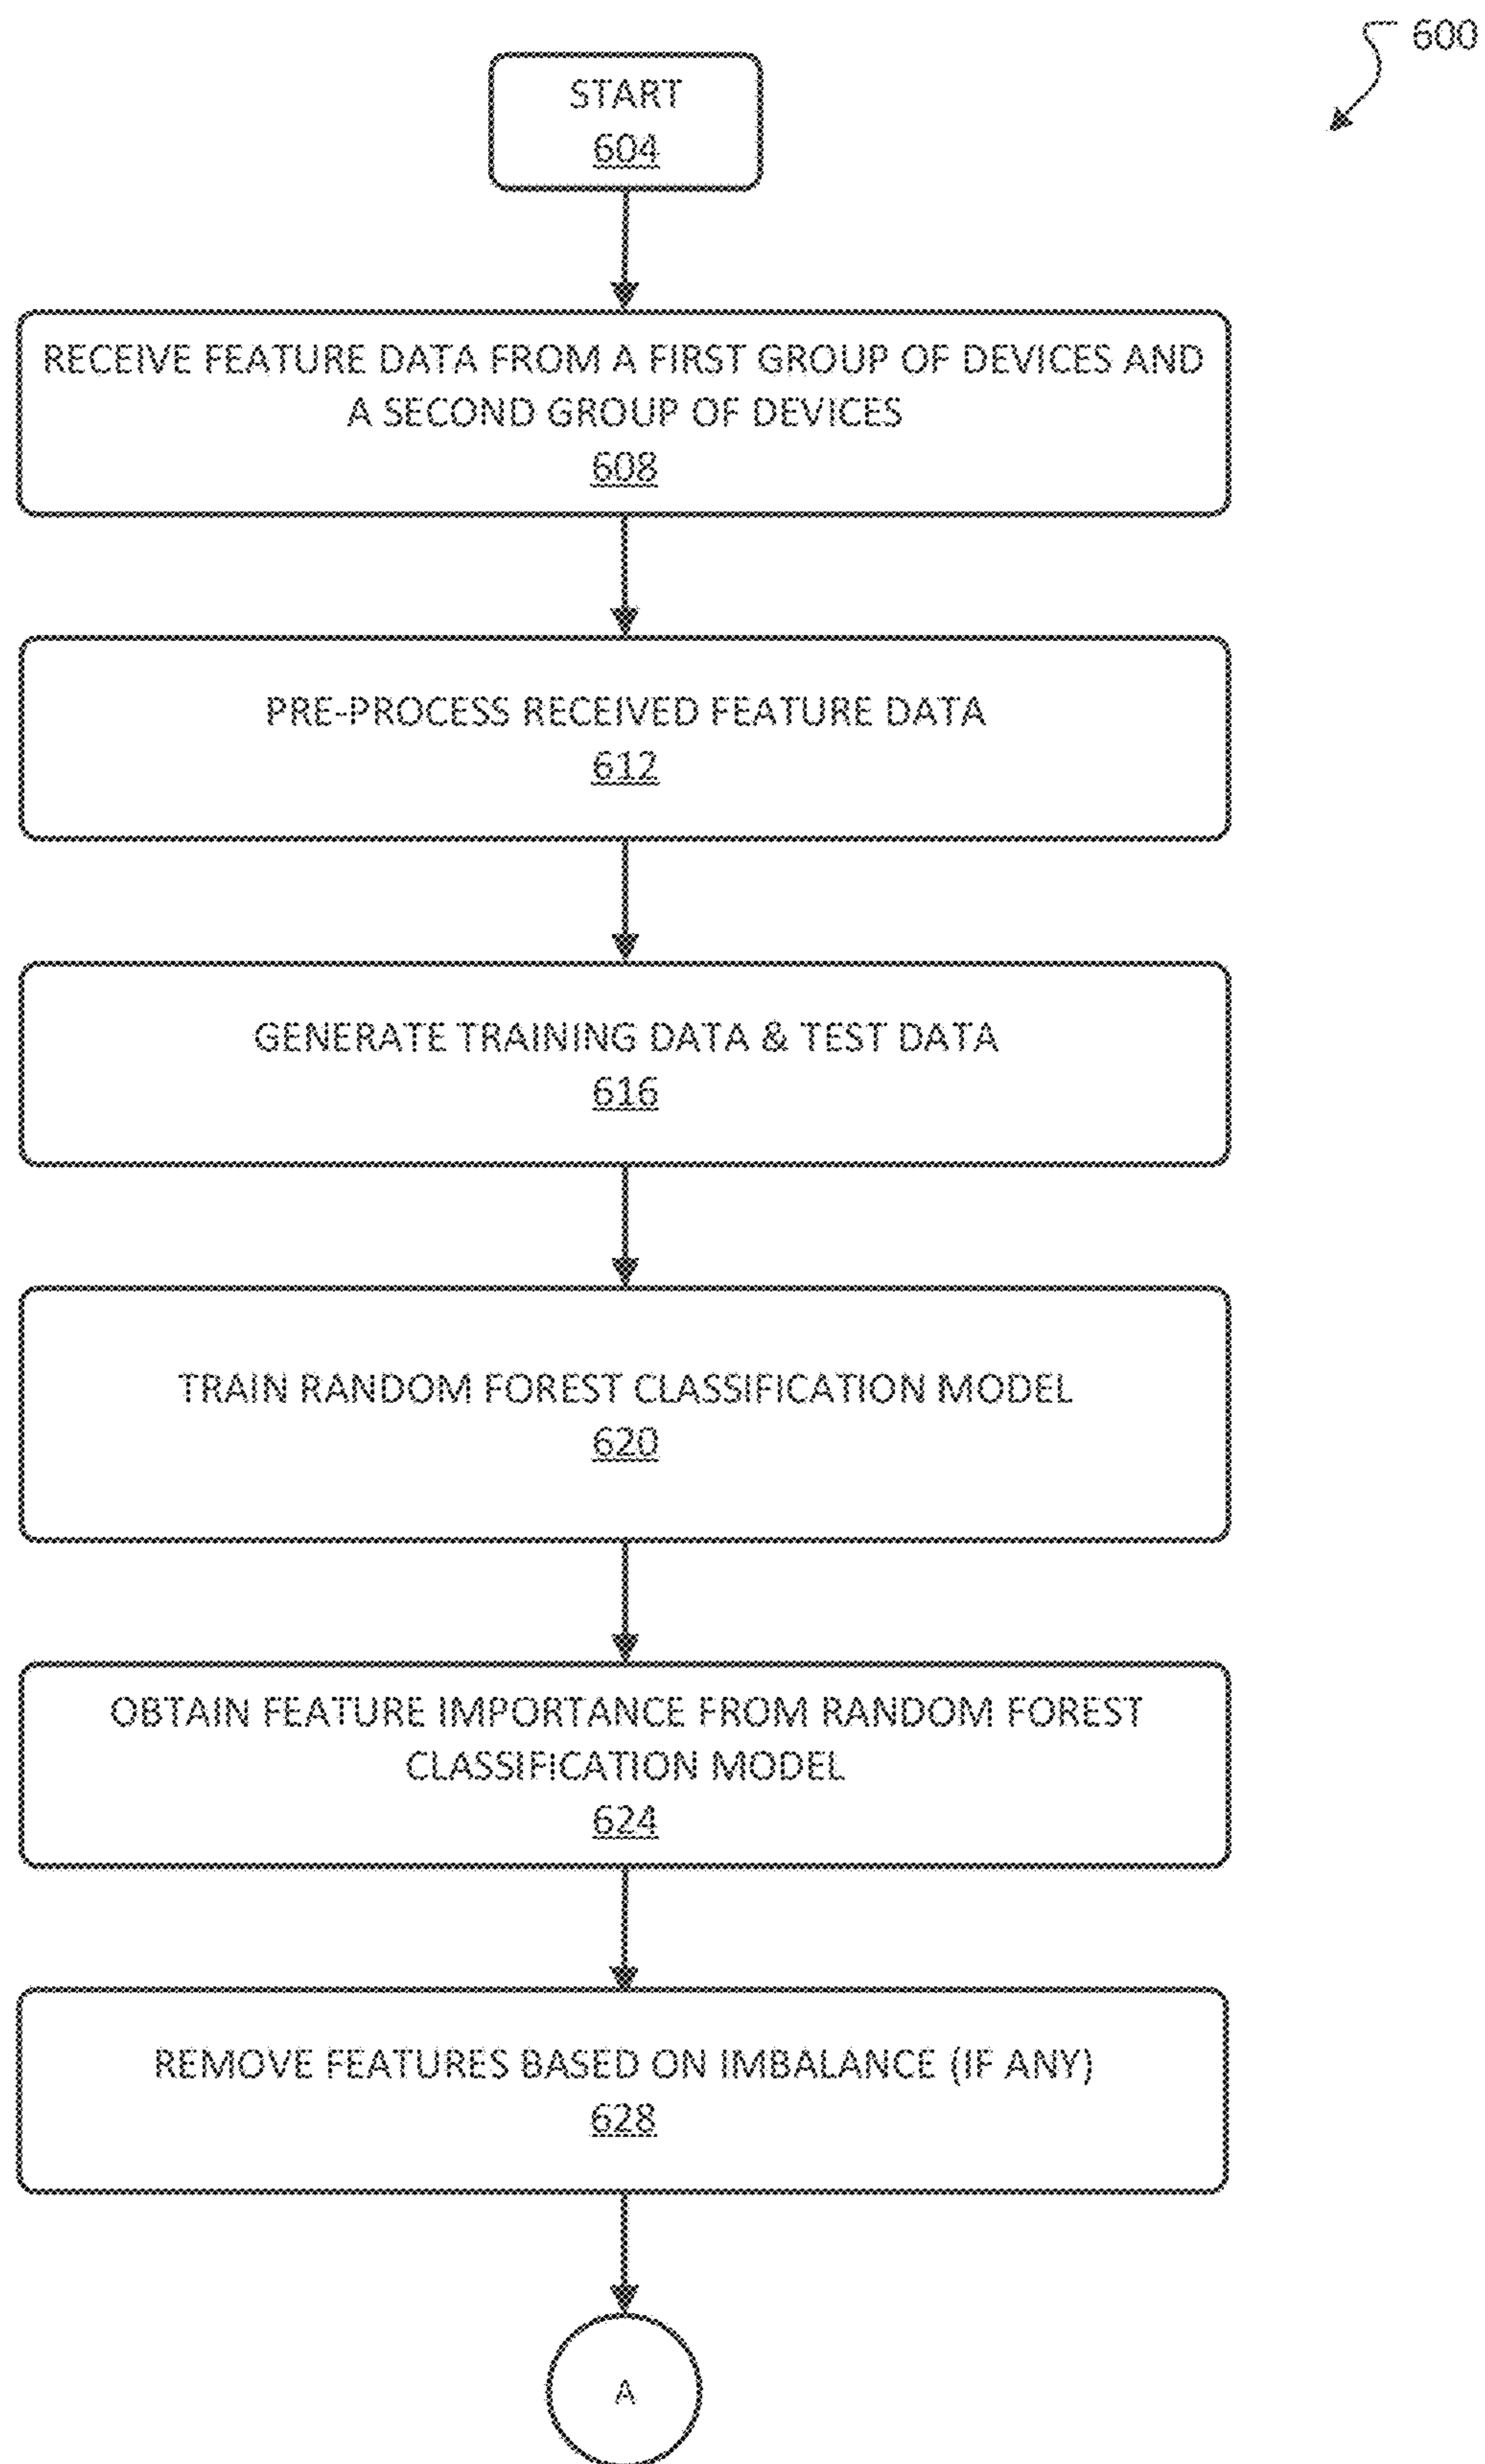 600
START
604
RECEIVE FEATURE DATA FROM A FIRST GROUP OF DEVICES AND
A SECOND GROUP OF DEVICES
608
PRE-PROCESS RECEIVED FEATURE DATA
612
GENERATE TRAINING DATA & TEST DATA
616
TRAIN RANDOM FOREST CLASSIFICATION MODEL
620
OBTAIN FEATURE IMPORTANCE FROM RANDOM FOREST
CLASSIFICATION MODEL
624
REMOVE FEATURES BASED ON IMBALANCE (IF ANY)
628
A